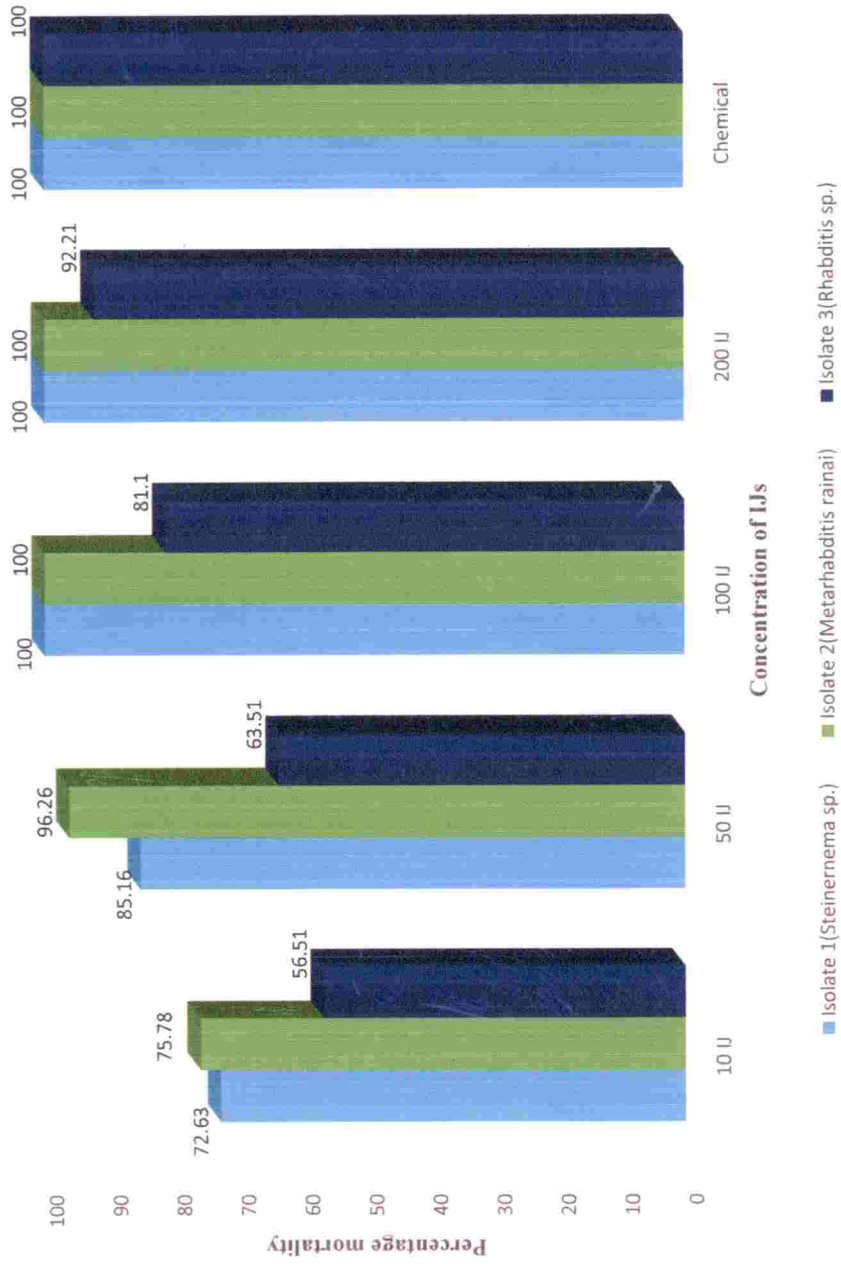 Percentage mortality
100
90
80
70
60
50
40
30
20
10
0
72.63
75.78
56.51
85.16
96.26
63.51
100
100
81.1
100
100
92.21
100
100
100
10 IJ
50 IJ
100 IJ
200 IJ
Chemical
Concentration of IJs
Isolate 1(Steinernema sp.)
Isolate 2(Metarhabditis rainai)
Isolate 3(Rhabditis sp.)